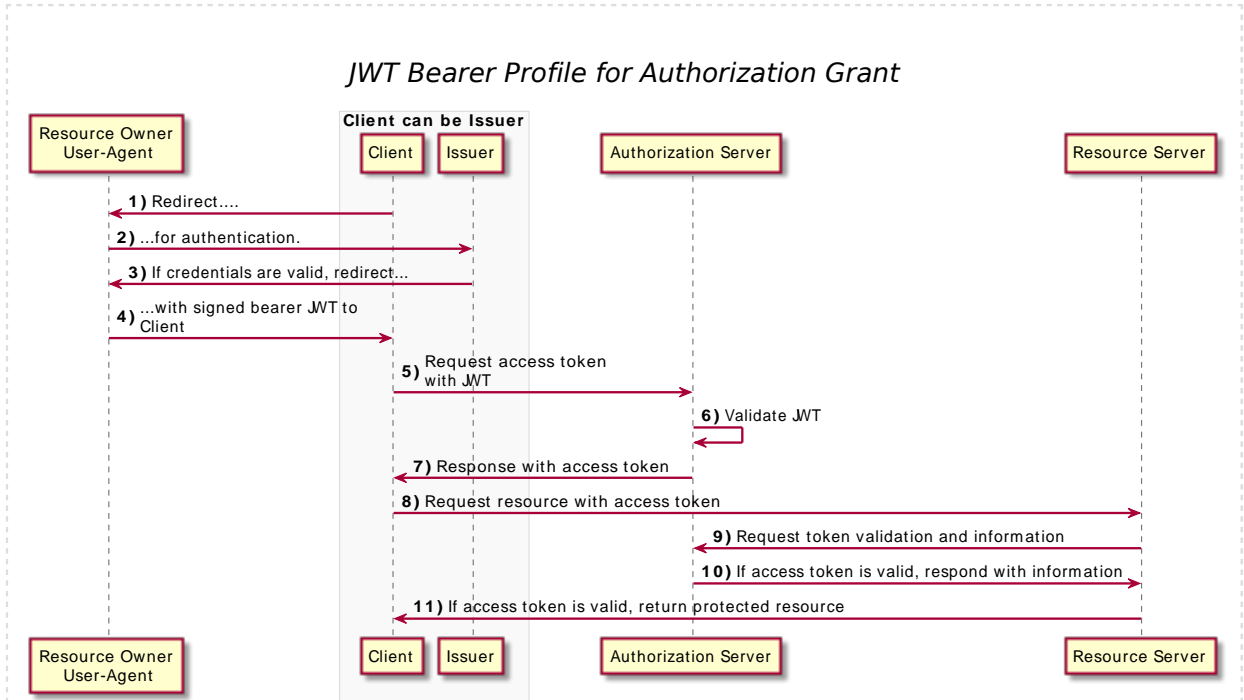 JWT Bearer Profile for Authorization Grant
Client can be Issuer
Resource Owner
User-Agent
Client
Issuer
Authorization Server
Resource Server
1) Redirect....
2) ...for authentication.
3) If credentials are valid, redirect...
4) ...with signed bearer JWT to
Client
5) Request access token
with JWT
6) Validate JWT
7) Response with access token
8) Request resource with access token
9) Request token validation and information
10) If access token is valid, respond with information
11) If access token is valid, return protected resource
Resource Owner
User-Agent
Client
Issuer
Authorization Server
Resource Server